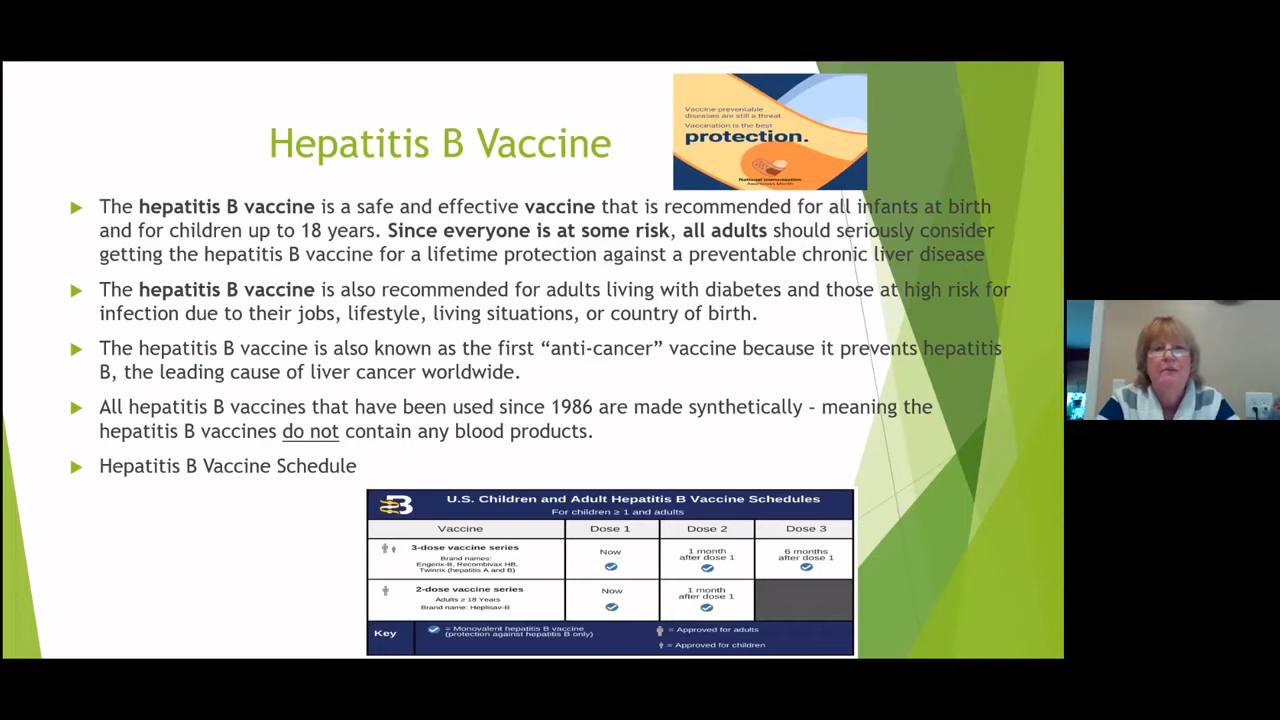 Vaccine-preventable
diseases are still a threat.
Vaccination is the best
protection.
National Immunization
Awareness Month
Hepatitis B Vaccine
The hepatitis B vaccine is a safe and effective vaccine that is recommended for all infants at birth
and for children up to 18 years. Since everyone is at some risk, all adults should seriously consider
getting the hepatitis B vaccine for a lifetime protection against a preventable chronic liver disease
The hepatitis B vaccine is also recommended for adults living with diabetes and those at high risk for
infection due to their jobs, lifestyle, living situations, or country of birth.
The hepatitis B vaccine is also known as the first “anti-cancer” vaccine because it prevents hepatitis
B, the leading cause of liver cancer worldwide.
All hepatitis B vaccines that have been used since 1986 are made synthetically – meaning the
hepatitis B vaccines do not contain any blood products.
Hepatitis B Vaccine Schedule
B
U.S. Children and Adult Hepatitis B Vaccine Schedules
For children ≥ 1 and adults
Vaccine Dose 1 Dose 2 Dose 3
3-dose vaccine series
Brand names:
Engerix-B, Recombivax HB,
Twinrix (hepatitis A and B)
Now
1 month
after dose 1
6 months
after dose 1
2-dose vaccine series
Adults ≥ 18 Years
Brand name: Heplisav-B
Now
1 month
after dose 1
Key
= Monovalent hepatitis B vaccine
(protection against hepatitis B only)
= Approved for adults
= Approved for children